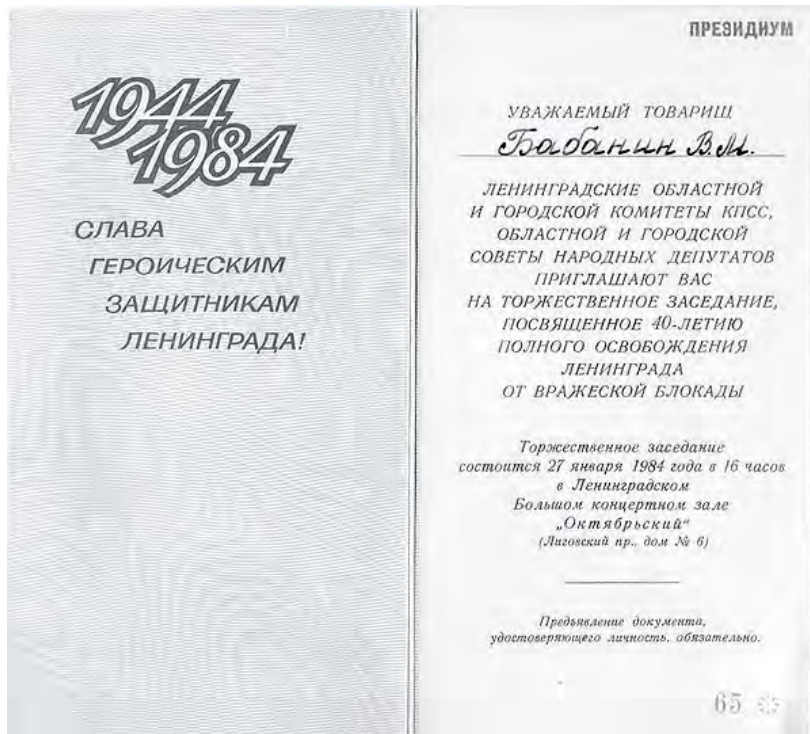 1944
1984
СЛАВА
ГЕРОИЧЕСКИМ
ЗАЩИТНИКАМ
ЛЕНИНГРАДА!
ПРЕЗИДИУМ
УВАЖАЕМЫЙ ТОВАРИЩ
Бабанин В.М.
ЛЕНИНГРАДСКИЕ ОБЛАСТНОЙ
И ГОРОДСКОЙ КОМИТЕТЫ КПСС,
ОБЛАСТНОЙ И ГОРОДСКОЙ
СОВЕТЫ НАРОДНЫХ ДЕПУТАТОВ
ПРИГЛАШАЮТ ВАС
НА ТОРЖЕСТВЕННОЕ ЗАСЕДАНИЕ,
ПОСВЯЩЕННОЕ 40-ЛЕТИЮ
ПОЛНОГО ОСВОБОЖДЕНИЯ
ЛЕНИНГРАДА
ОТ ВРАЖЕСКОЙ БЛОКАДЫ
Торжественное заседание
состоится 27 января 1984 года в 16 часов
в Ленинградском
Большом концертном зале
„Октябрьский“
(Лиговский пр., дом № 6)
Предъявление документа,
удостоверяющего личность, обязательно.
65